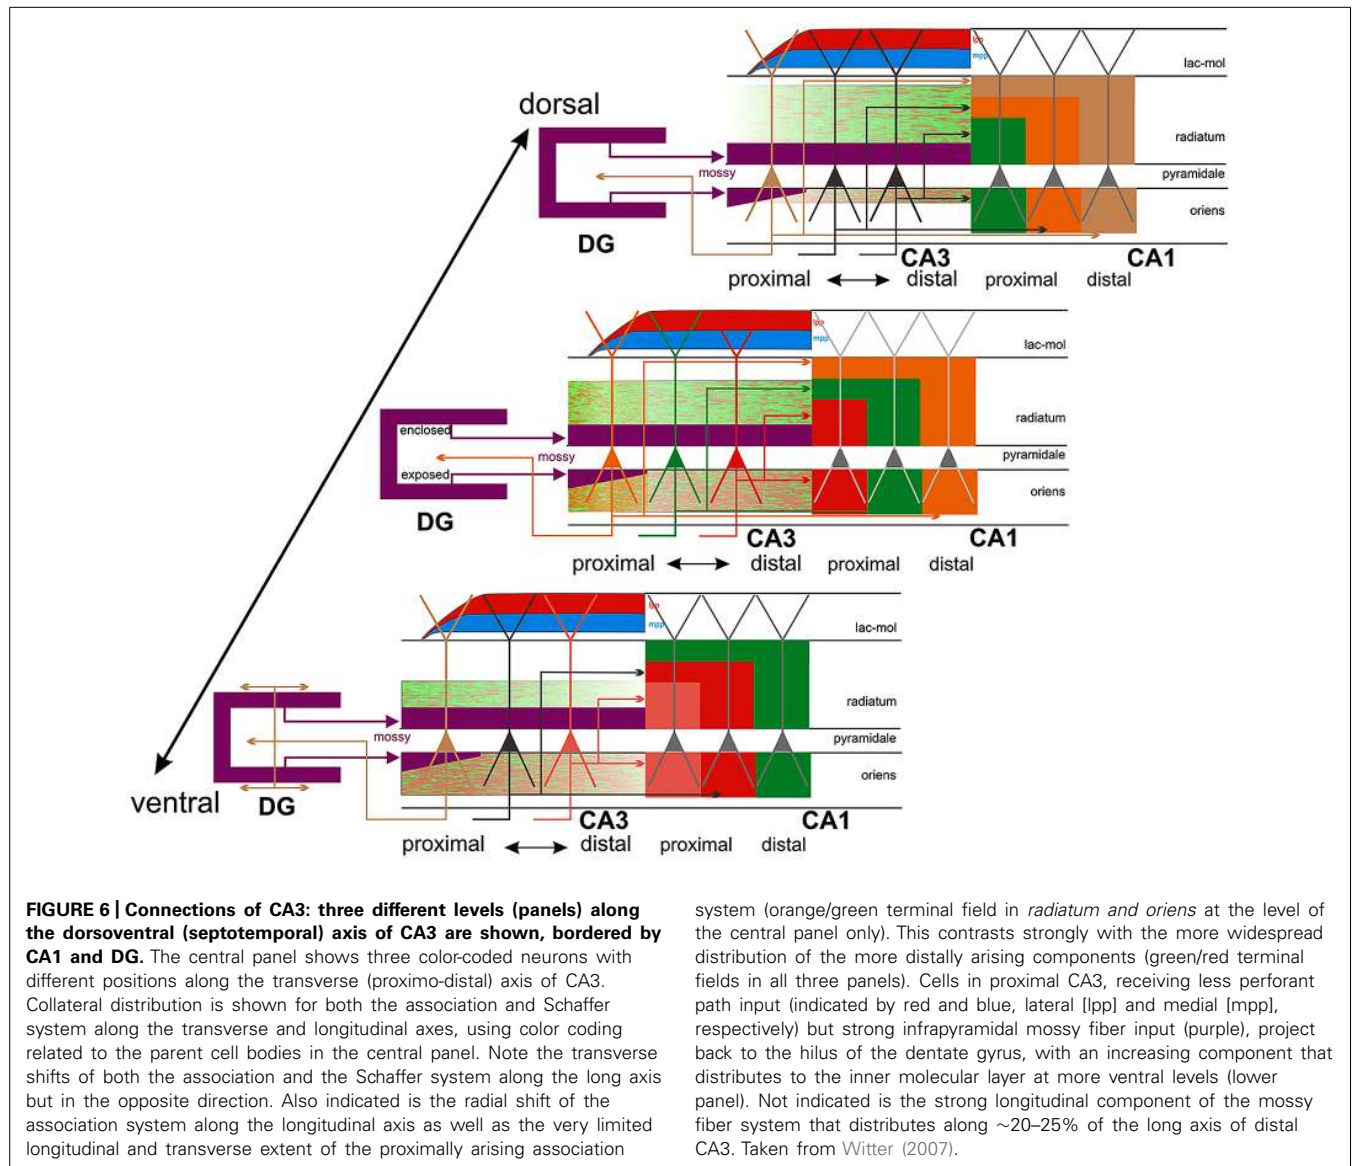 lpp
mpp
lac-mol
dorsal
radiatum
mossy
pyramidale
oriens
DG
CA3
CA1
proximal
distal
proximal
distal
lpp
mpp
lac-mol
enclosed
radiatum
mossy
pyramidale
exposed
oriens
DG
CA3
CA1
proximal
distal
proximal
distal
lpp
mpp
lac-mol
radiatum
mossy
pyramidale
oriens
ventral
DG
CA3
CA1
proximal
distal
proximal
distal
FIGURE 6 | Connections of CA3: three different levels (panels) along
the dorsoventral (septotemporal) axis of CA3 are shown, bordered by
CA1 and DG. The central panel shows three color-coded neurons with
different positions along the transverse (proximo-distal) axis of CA3.
Collateral distribution is shown for both the association and Schaffer
system along the transverse and longitudinal axes, using color coding
related to the parent cell bodies in the central panel. Note the transverse
shifts of both the association and the Schaffer system along the long axis
but in the opposite direction. Also indicated is the radial shift of the
association system along the longitudinal axis as well as the very limited
longitudinal and transverse extent of the proximally arising association
system (orange/green terminal field in radiatum and oriens at the level of
the central panel only). This contrasts strongly with the more widespread
distribution of the more distally arising components (green/red terminal
fields in all three panels). Cells in proximal CA3, receiving less perforant
path input (indicated by red and blue, lateral [lpp] and medial [mpp],
respectively) but strong infrapyramidal mossy fiber input (purple), project
back to the hilus of the dentate gyrus, with an increasing component that
distributes to the inner molecular layer at more ventral levels (lower
panel). Not indicated is the strong longitudinal component of the mossy
fiber system that distributes along ∼20–25% of the long axis of distal
CA3. Taken from Witter (2007).